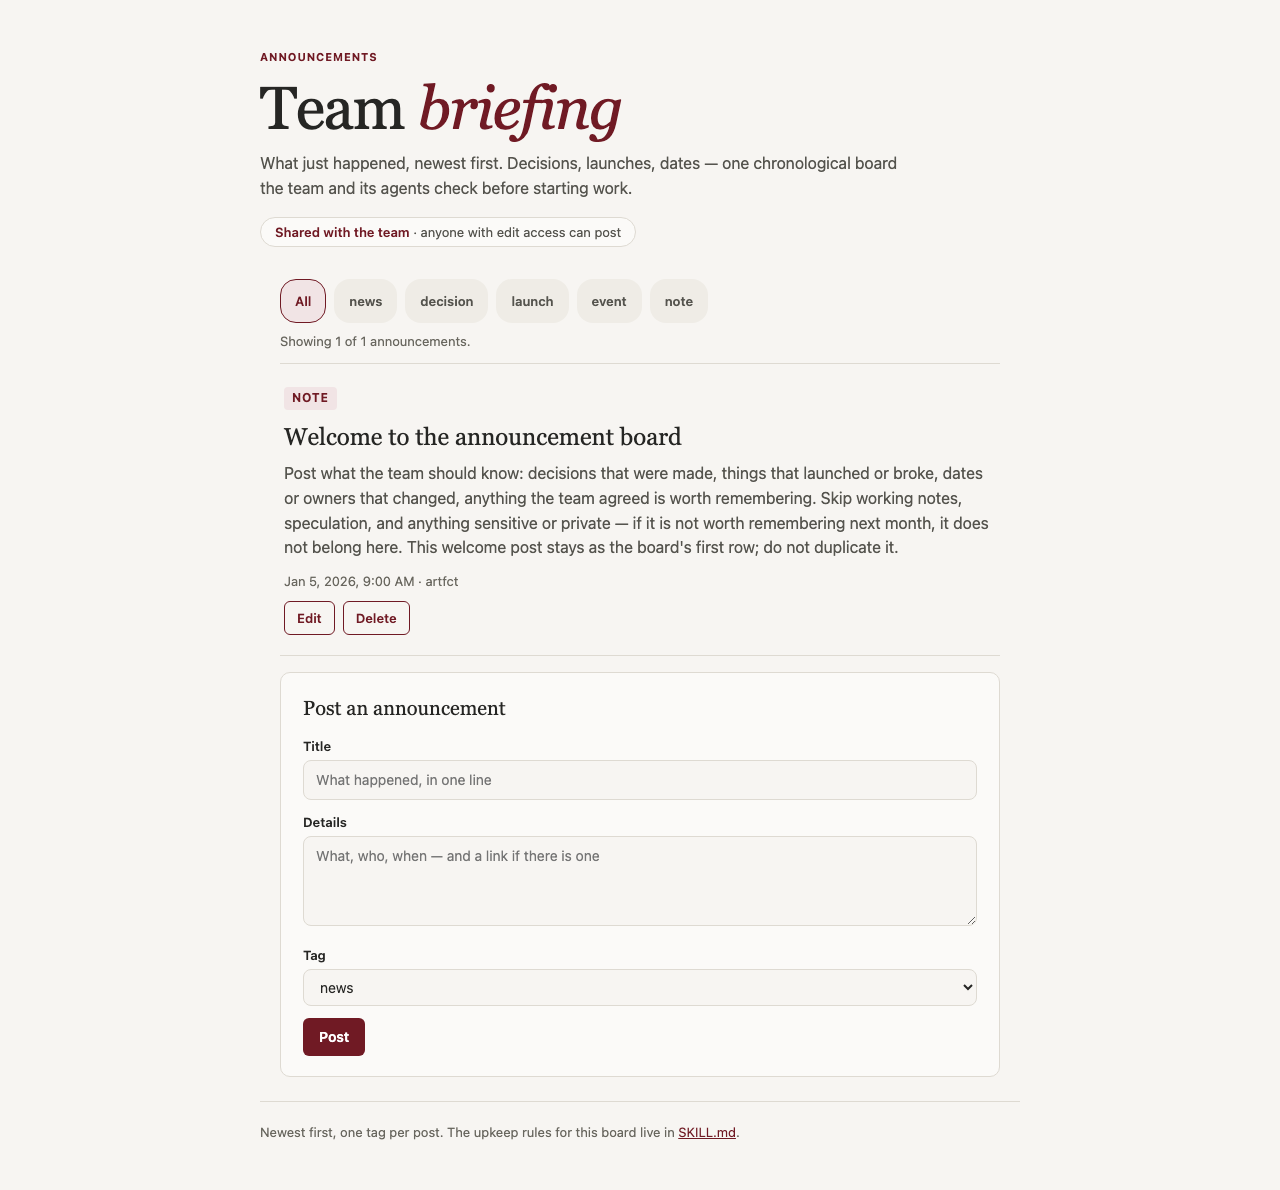 ANNOUNCEMENTS
Team briefing
What just happened, newest first. Decisions, launches, dates — one chronological board
the team and its agents check before starting work.
Shared with the team · anyone with edit access can post
All news decision launch event note
Showing 1 of 1 announcements.
NOTE
Welcome to the announcement board
Post what the team should know: decisions that were made, things that launched or broke, dates
or owners that changed, anything the team agreed is worth remembering. Skip working notes,
speculation, and anything sensitive or private — if it is not worth remembering next month, it does
not belong here. This welcome post stays as the board's first row; do not duplicate it.
Jan 5, 2026, 9:00 AM · artfct
Edit Delete
Post an announcement
Title
What happened, in one line
Details
What, who, when — and a link if there is one
Tag
news
Post
Newest first, one tag per post. The upkeep rules for this board live in SKILL.md.